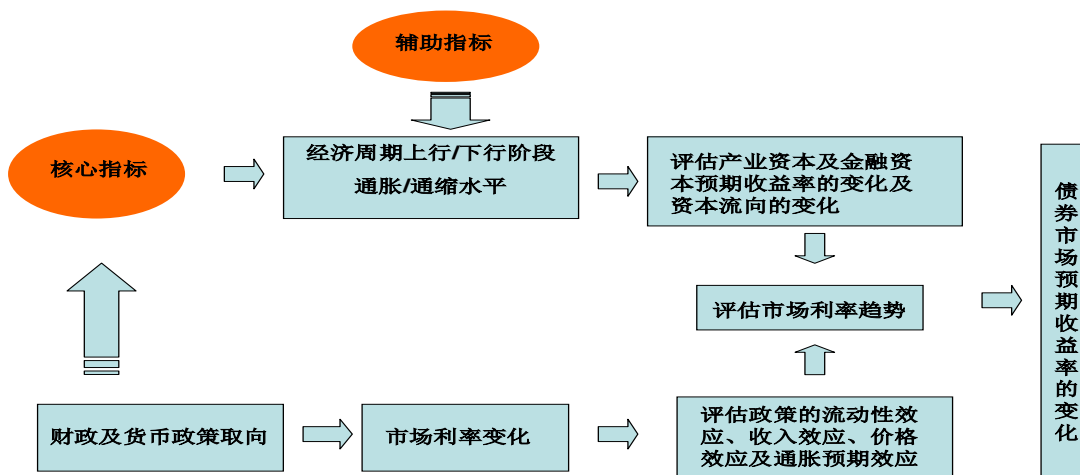 辅助指标
核心指标
经济周期上行/下行阶段
通胀/通缩水平
评估产业资本及金融资
本预期收益率的变化及
资本流向的变化
评估市场利率趋势
债券市场预期收益率的变化
财政及货币政策取向
市场利率变化
评估政策的流动性效
应、收入效应、价格
效应及通胀预期效应